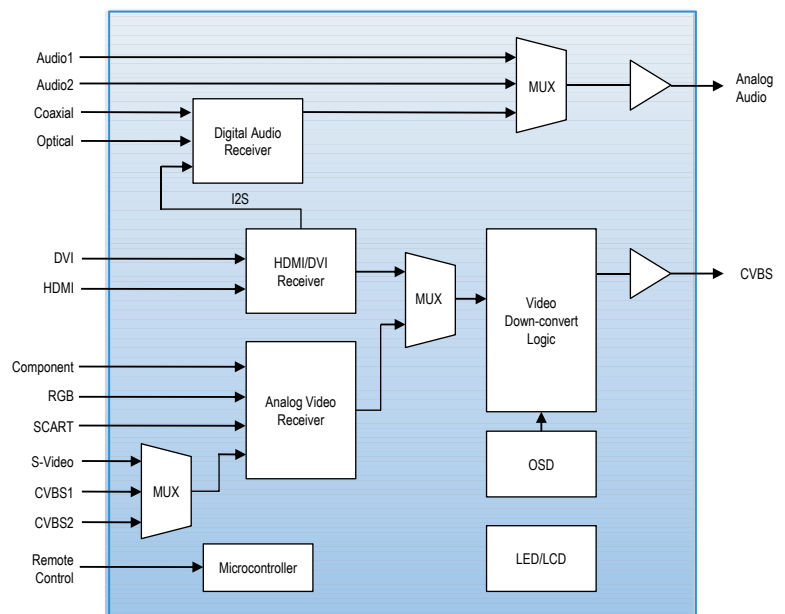 Audio1
Audio2
Coaxial
Optical
Digital Audio
Receiver
MUX
Analog
Audio
I2S
DVI
HDMI
HDMI/DVI
Receiver
MUX
Video
Down-convert
Logic
CVBS
Component
RGB
SCART
Analog Video
Receiver
S-Video
CVBS1
CVBS2
MUX
OSD
Remote
Control
Microcontroller
LED/LCD